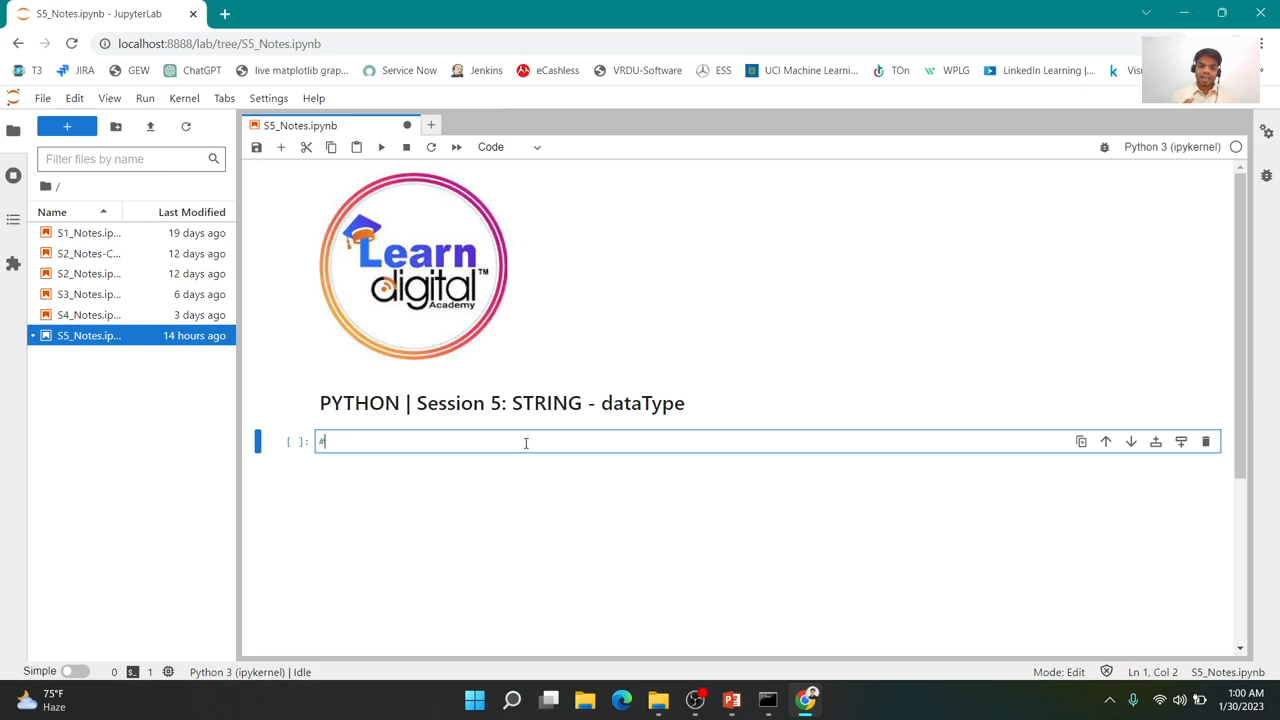 S5_Notes.ipynb - JupyterLab
localhost:8888/lab/tree/S5_Notes.ipynb
T3 JIRA GEW ChatGPT live matplotlib grap... Service Now Jenkins eCashless VRDU-Software ESS UCI Machine Learni... TOn WPLG LinkedIn Learning |... Visu
File Edit View Run Kernel Tabs Settings Help
S5_Notes.ipynb
Filter files by name
Code
Python 3 (ipykernel)
/
Name Last Modified
S1_Notes.ip... 19 days ago
S2_Notes-C... 12 days ago
S2_Notes.ip... 12 days ago
S3_Notes.ip... 6 days ago
S4_Notes.ip... 3 days ago
S5_Notes.ip... 14 hours ago
Learn
digital™
Academy
PYTHON | Session 5: STRING - dataType
[ ]: #
Simple 0 1 Python 3 (ipykernel) | Idle Mode: Edit Ln 1, Col 2 S5_Notes.ipynb
75°F
Haze
1:00 AM
1/30/2023